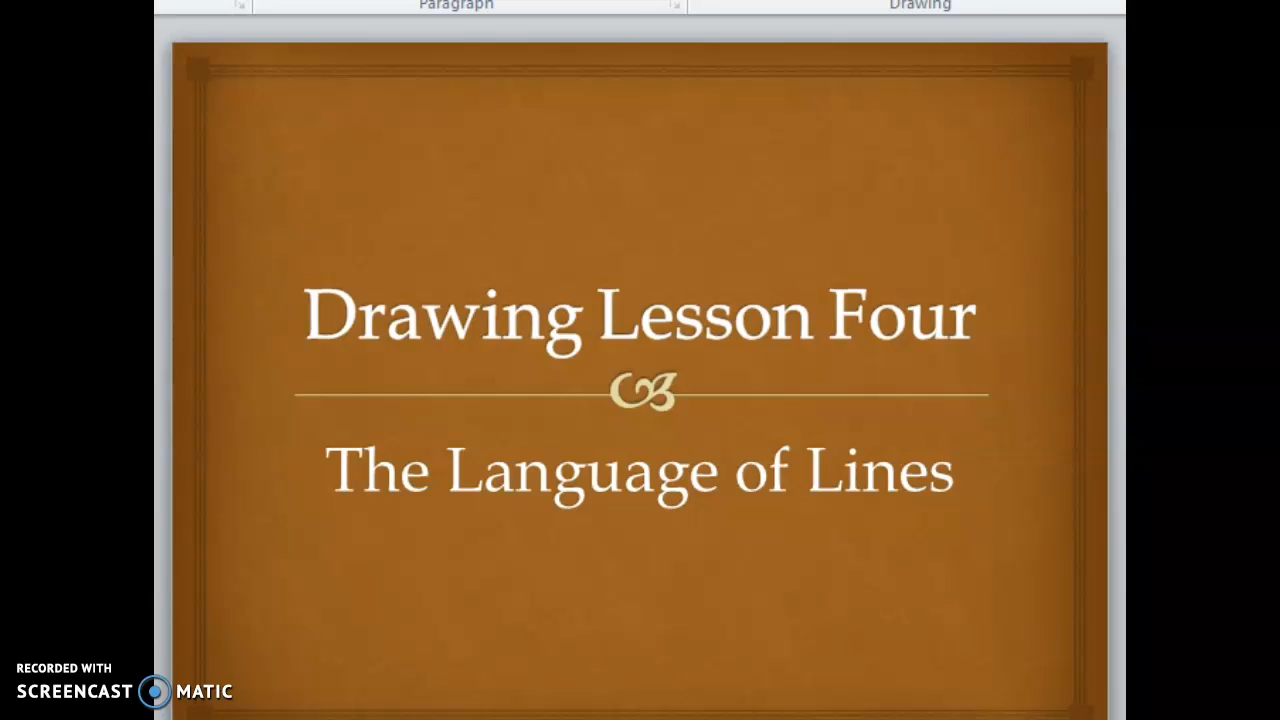 Paragraph
Drawing
Drawing Lesson Four
The Language of Lines
RECORDED WITH
SCREENCAST MATIC